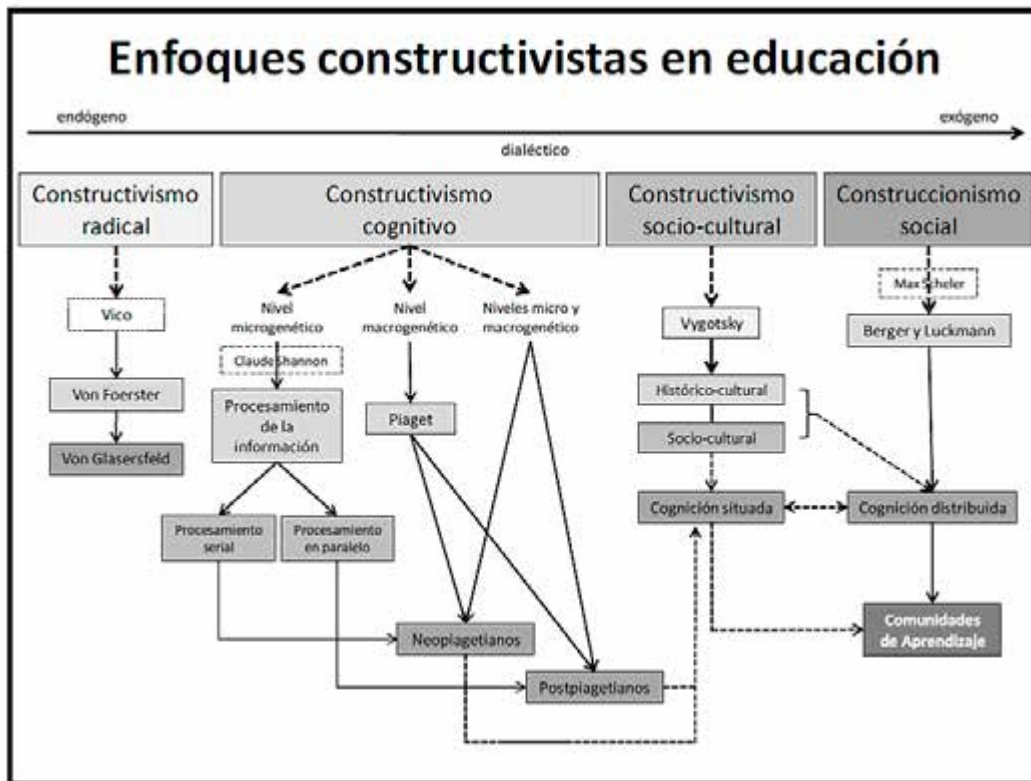 Enfoques constructivistas en educación
endógeno
exógeno
dialéctico
Constructivismo
radical
Constructivismo
cognitivo
Constructivismo
socio-cultural
Construccionismo
social
Vico
Von Foerster
Von Glasersfeld
Nivel
microgenético
Nivel
macrogenético
Niveles micro y
macrogenético
Claude Shannon
Procesamiento
de la
información
Piaget
Procesamiento
serial
Procesamiento
en paralelo
Neopiagetianos
Postpiagetianos
Vygotsky
Histórico-cultural
Socio-cultural
Cognición situada
Max Scheler
Berger y Luckmann
Cognición distribuida
Comunidades
de Aprendizaje